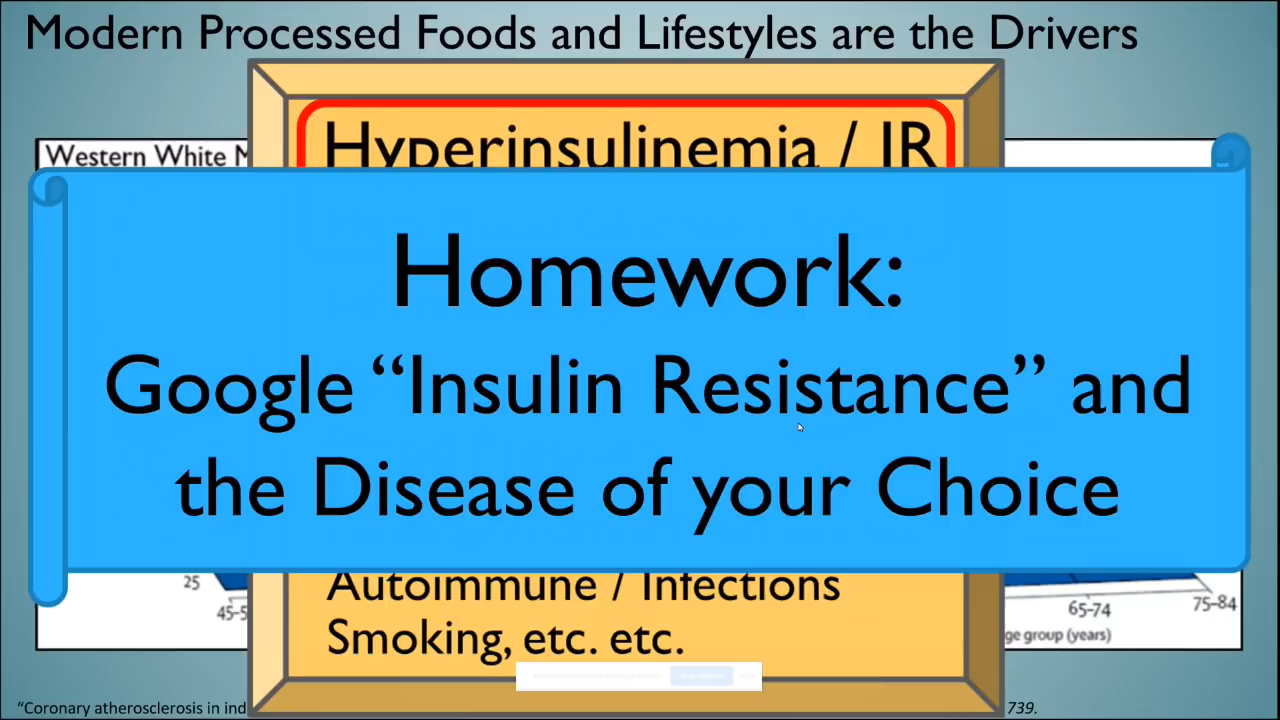 Modern Processed Foods and Lifestyles are the Drivers
Hyperinsulinemia / IR
Western White
Homework:
Google “Insulin Resistance” and
the Disease of your Choice
25
45-5
Autoimmune / Infections
Smoking, etc. etc.
65-74
75–84
ge group (years)
“Coronary atherosclerosis in ind
739.